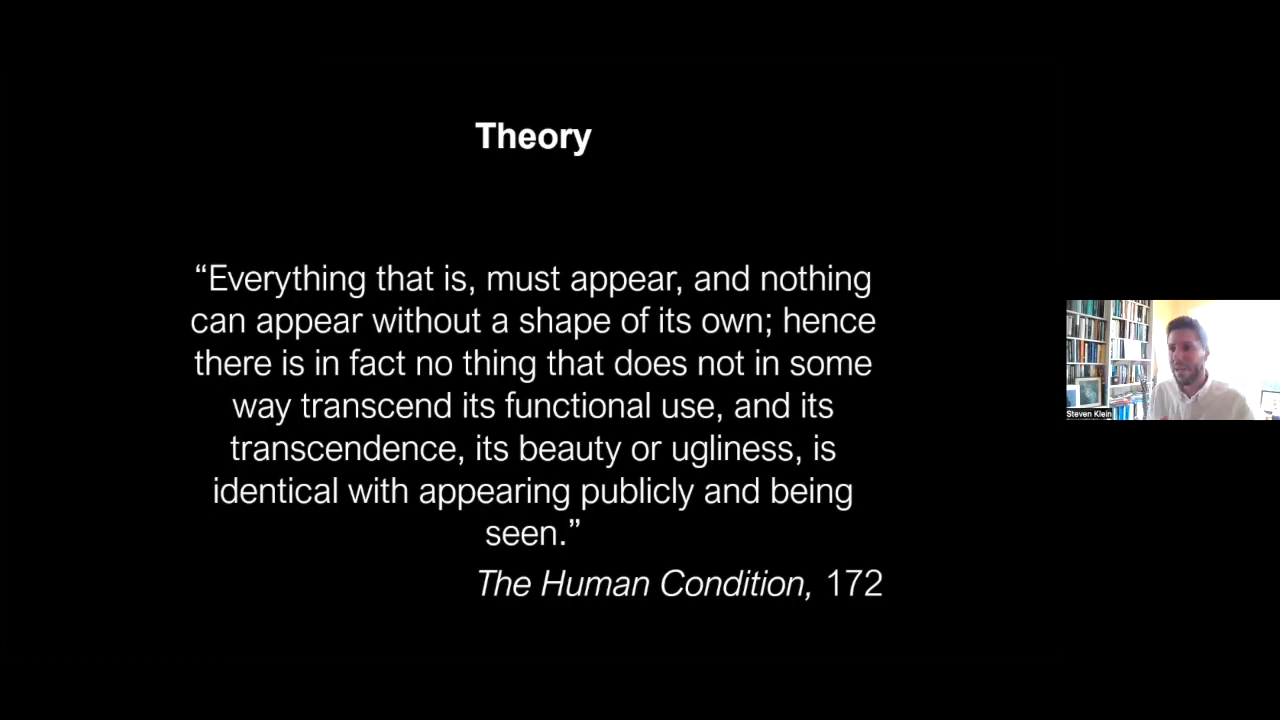 Theory
“Everything that is, must appear, and nothing
can appear without a shape of its own; hence
there is in fact no thing that does not in some
way transcend its functional use, and its
transcendence, its beauty or ugliness, is
identical with appearing publicly and being
seen.”
The Human Condition, 172
Steven Klein